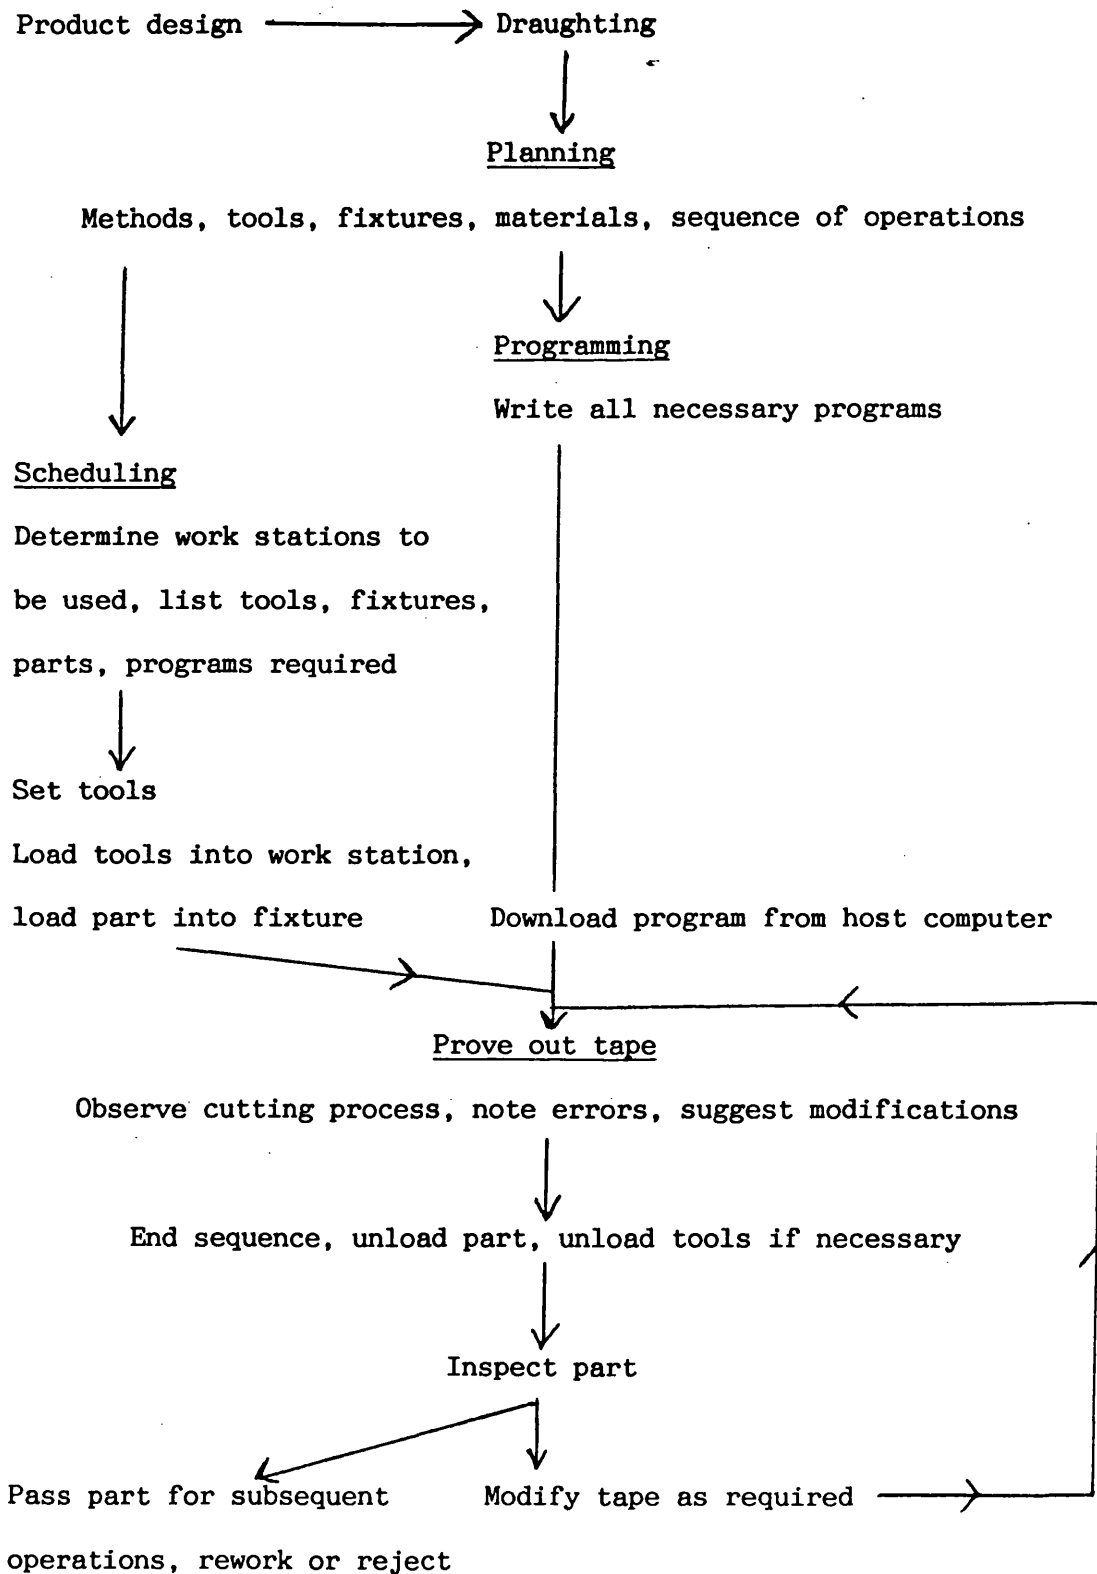 Product design
Draughting
Planning
Methods, tools, fixtures, materials, sequence of operations
Programming
Write all necessary programs
Scheduling
Determine work stations to
be used, list tools, fixtures,
parts, programs required
Set tools
Load tools into work station,
load part into fixture
Download program from host computer
Prove out tape
Observe cutting process, note errors, suggest modifications
End sequence, unload part, unload tools if necessary
Inspect part
Pass part for subsequent
operations, rework or reject
Modify tape as required